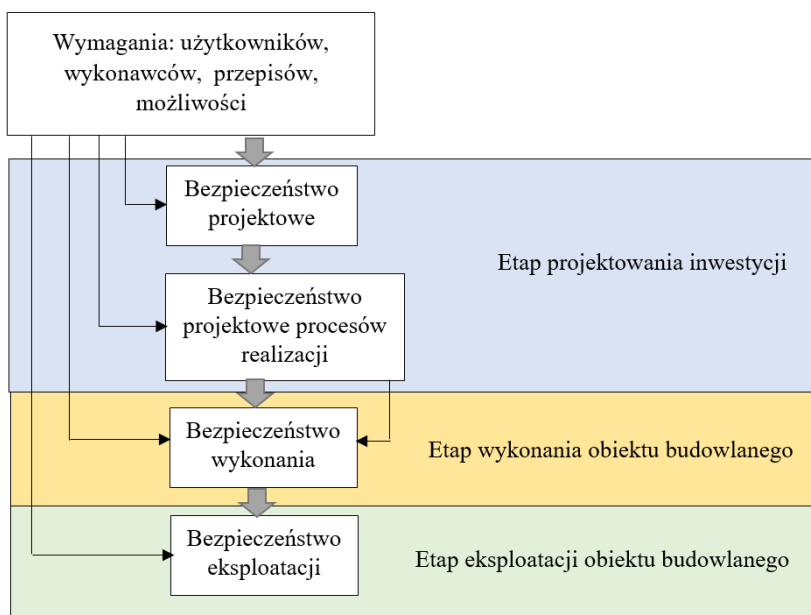 Wymagania: użytkowników,
wykonawców, przepisów,
możliwości
Bezpieczeństwo
projektowe
Etap projektowania inwestycji
Bezpieczeństwo
projektowe procesów
realizacji
Bezpieczeństwo
wykonania
Etap wykonania obiektu budowlanego
Bezpieczeństwo
eksploatacji
Etap eksploatacji obiektu budowlanego